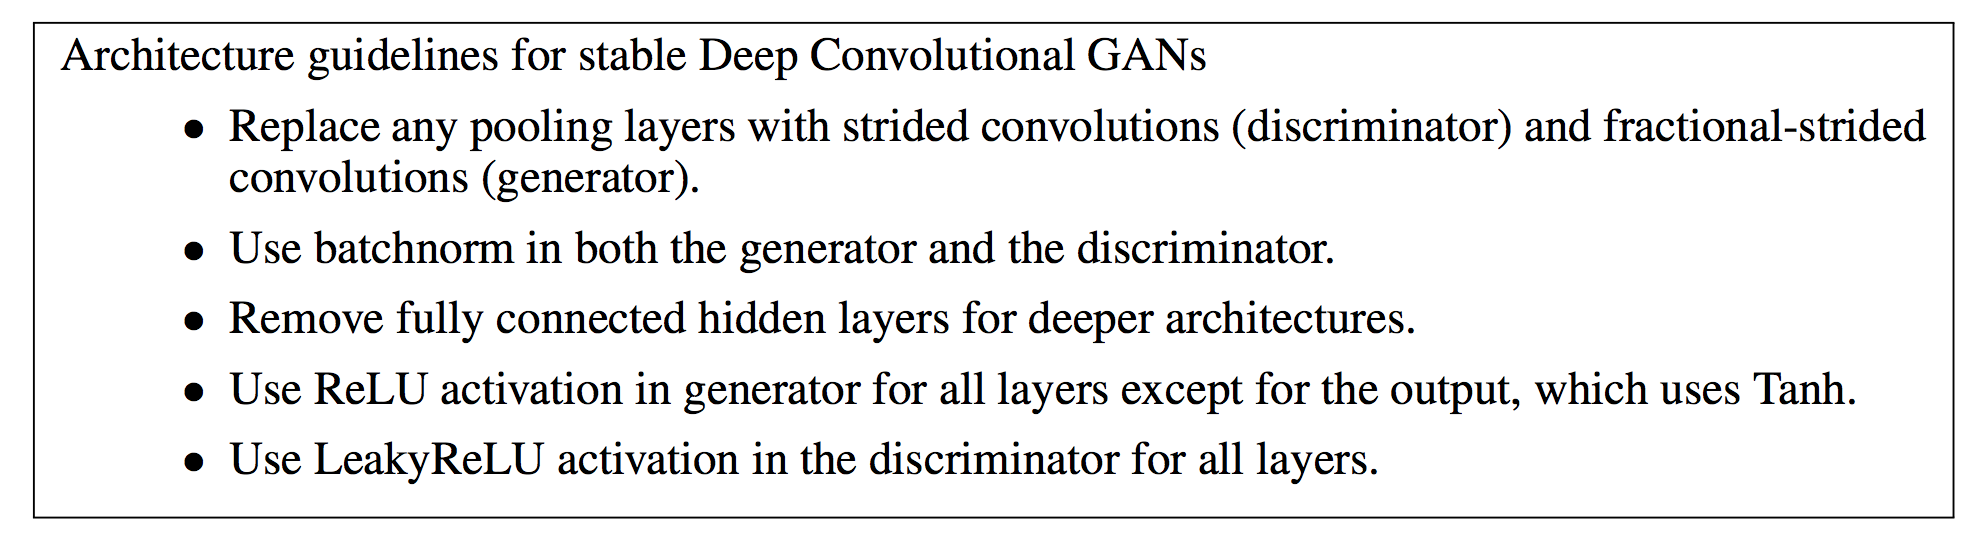 Architecture guidelines for stable Deep Convolutional GANs
• Replace any pooling layers with strided convolutions (discriminator) and fractional-strided
convolutions (generator).
• Use batchnorm in both the generator and the discriminator.
• Remove fully connected hidden layers for deeper architectures.
• Use ReLU activation in generator for all layers except for the output, which uses Tanh.
• Use LeakyReLU activation in the discriminator for all layers.